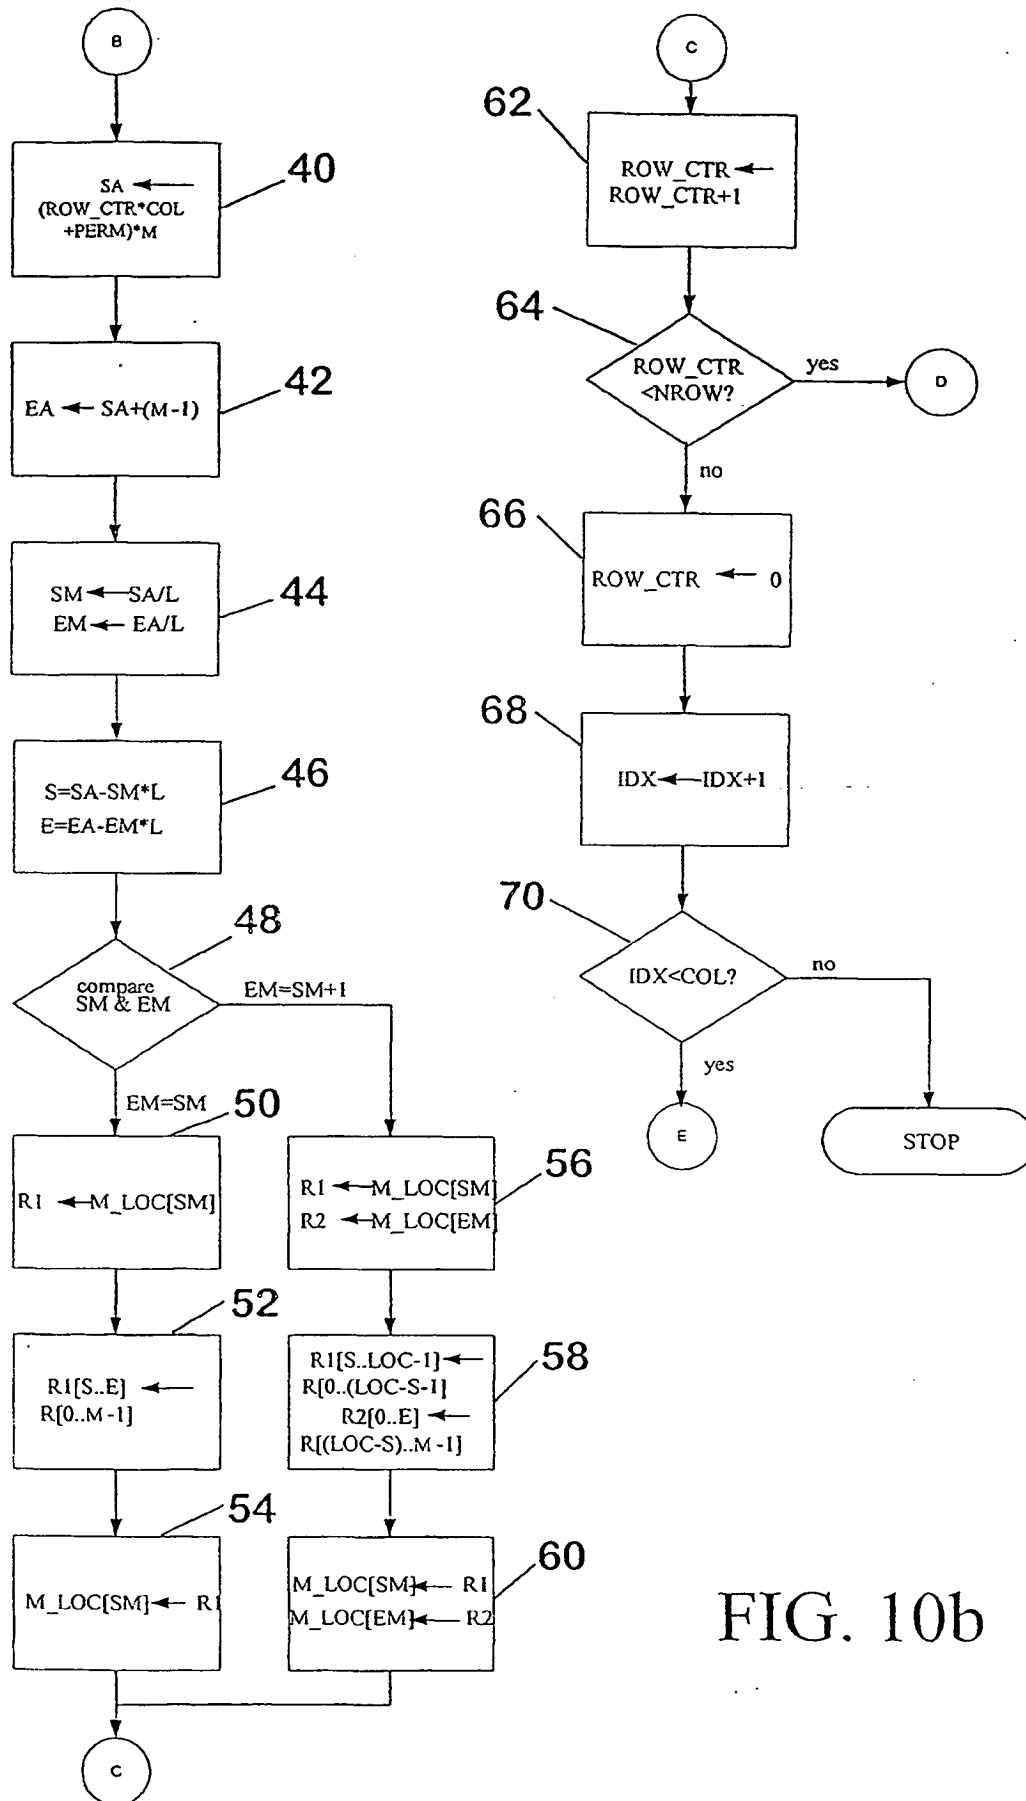 B
40
SA ←
(ROW_CTR*COL
+PERM)*M
42
EA ← SA+(M-1)
44
SM ← SA/L
EM ← EA/L
46
S=SA-SM*L
E=EA-EM*L
48
compare
SM & EM
EM=SM+1
EM=SM
50
R1 ← M_LOC[SM]
52
R1[S..E] ←
R[0..M-1]
54
M_LOC[SM] ← R1
56
R1 ← M_LOC[SM]
R2 ← M_LOC[EM]
58
R1[S..LOC-1] ←
R[0..(LOC-S-1]
R2[0..E] ←
R[(LOC-S)..M-1]
60
M_LOC[SM] ← R1
M_LOC[EM] ← R2
C
C
62
ROW_CTR ←
ROW_CTR+1
64
ROW_CTR
<NROW?
yes
D
no
66
ROW_CTR ← 0
68
IDX ← IDX+1
70
IDX<COL?
no
yes
E
STOP
FIG. 10b